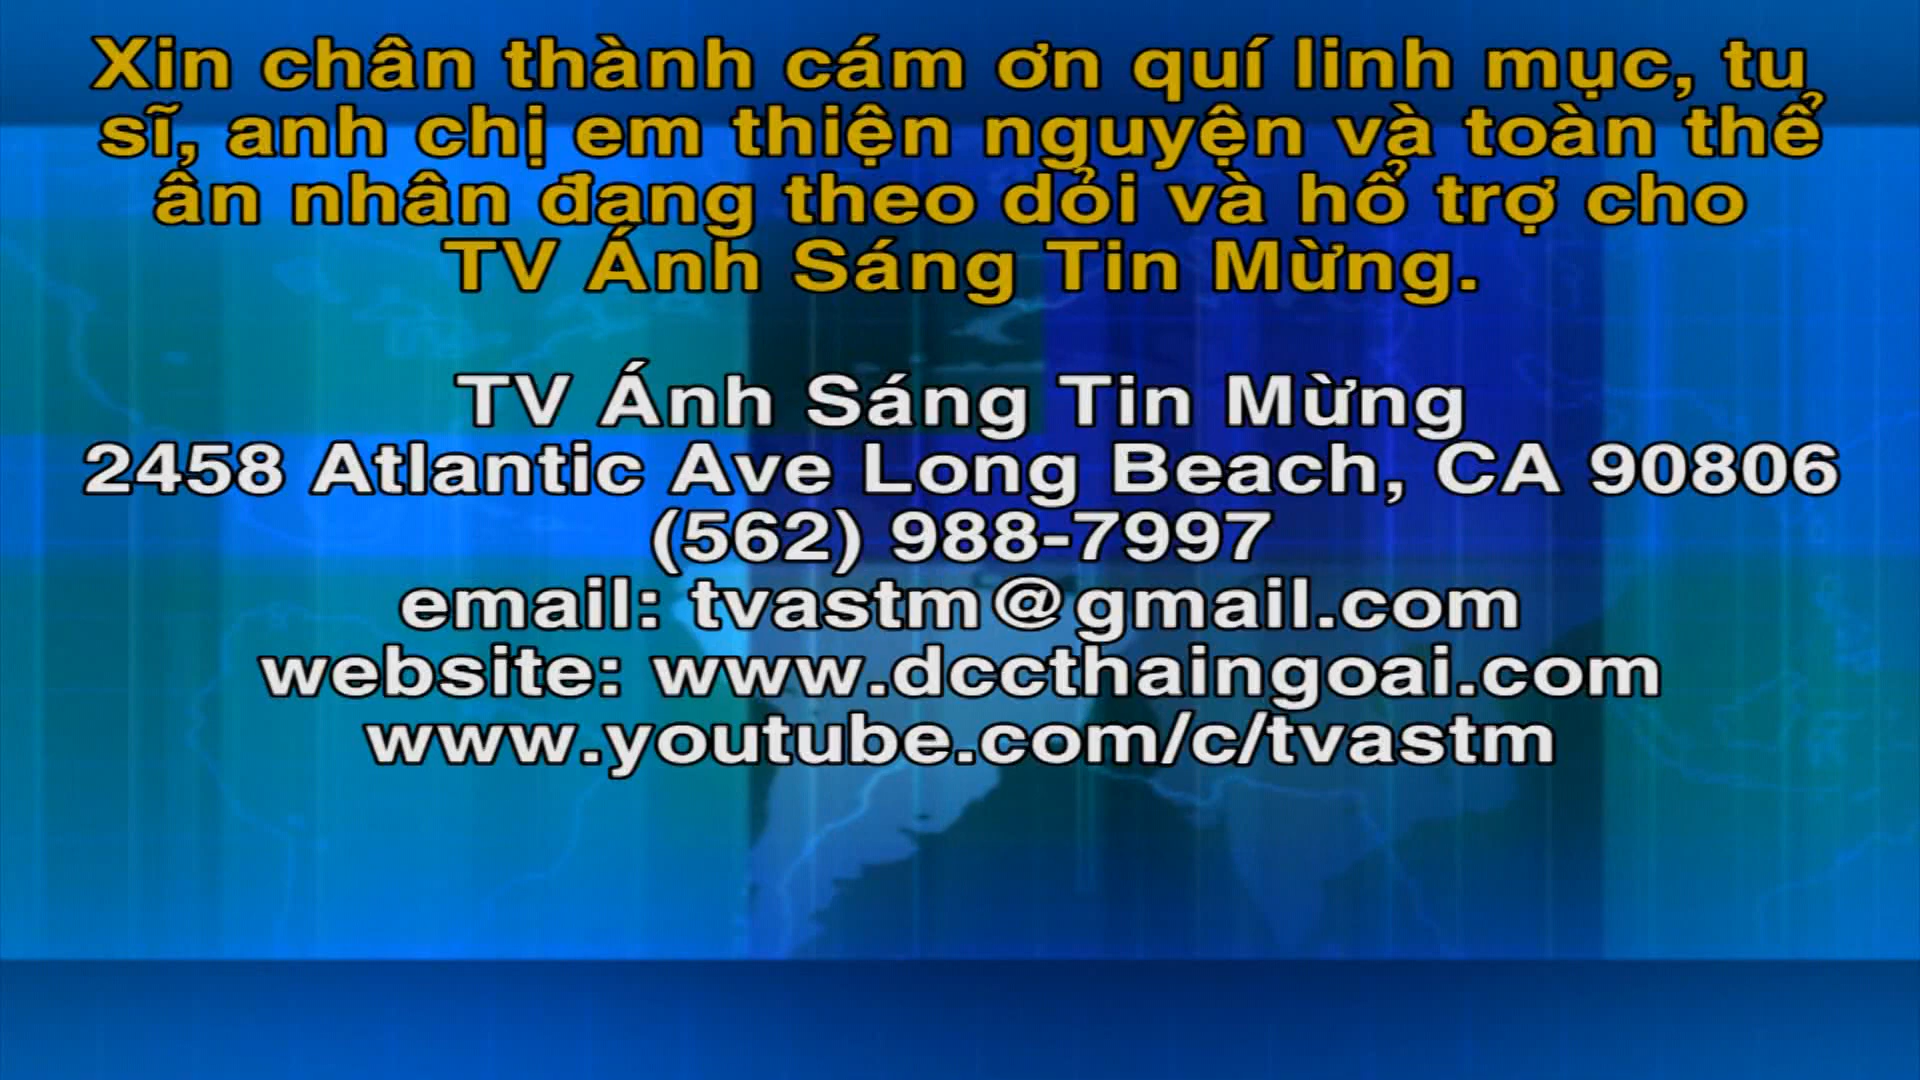 Xin chân thành cám ơn quí linh mục, tu
sĩ, anh chị em thiện nguyện và toàn thể
ân nhân đang theo dỏi và hổ trợ cho
TV Ánh Sáng Tin Mừng.
TV Ánh Sáng Tin Mừng
2458 Atlantic Ave Long Beach, CA 90806
(562) 988-7997
email: tvastm@gmail.com
website: www.dccthaingoai.com
www.youtube.com/c/tvastm